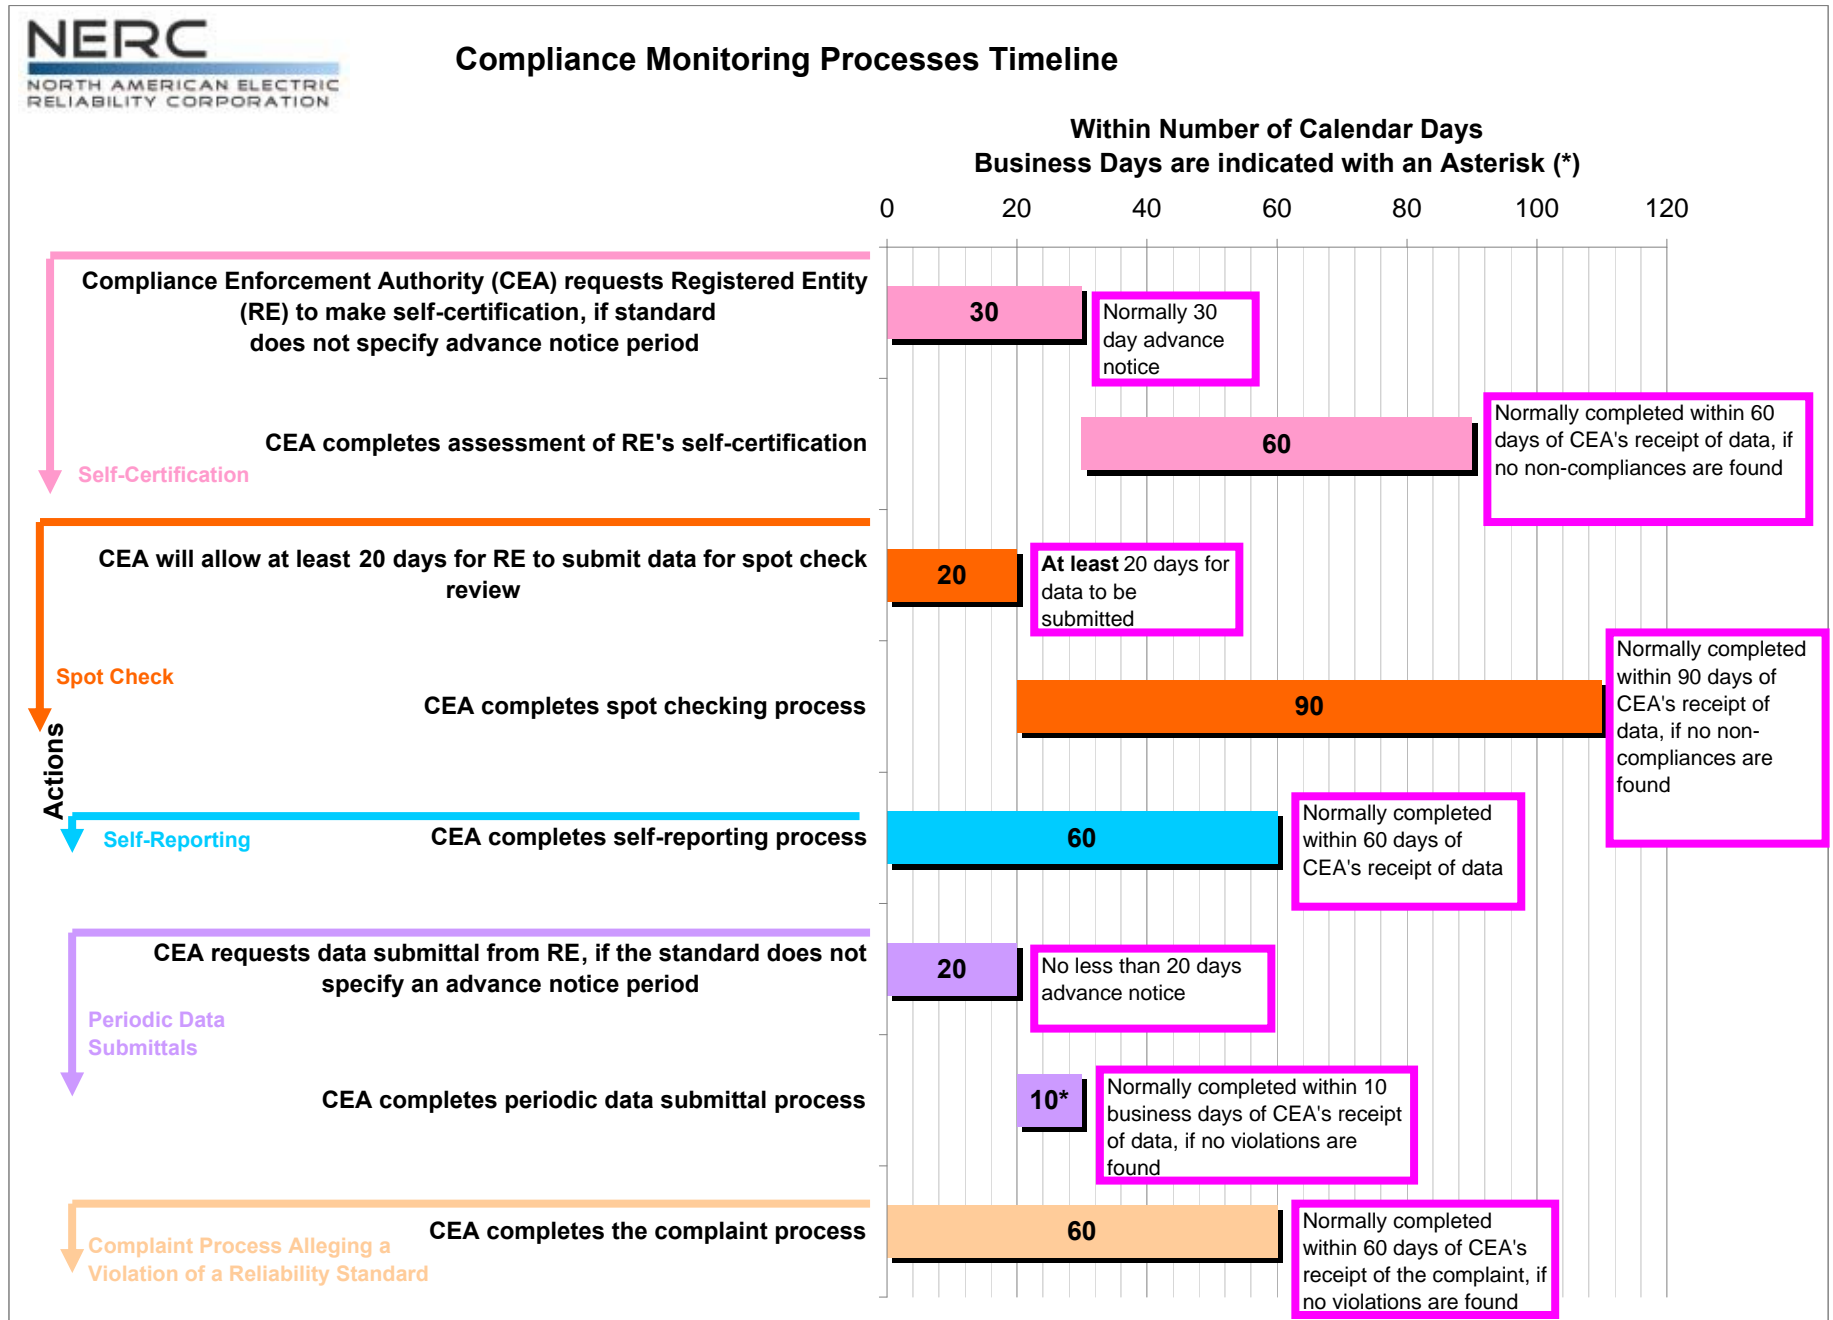 NERC
NORTH AMERICAN ELECTRIC
RELIABILITY CORPORATION
Compliance Monitoring Processes Timeline
Within Number of Calendar Days
Business Days are indicated with an Asterisk (*)
0 20 40 60 80 100 120
Actions
Compliance Enforcement Authority (CEA) requests Registered Entity
(RE) to make self-certification, if standard
does not specify advance notice period
30
Normally 30
day advance
notice
CEA completes assessment of RE's self-certification
60
Normally completed within 60
days of CEA's receipt of data, if
no non-compliances are found
Self-Certification
CEA will allow at least 20 days for RE to submit data for spot check
review
20
At least 20 days for
data to be
submitted
Spot Check
CEA completes spot checking process
90
Normally completed
within 90 days of
CEA's receipt of
data, if no non-
compliances are
found
Self-Reporting
CEA completes self-reporting process
60
Normally completed
within 60 days of
CEA's receipt of data
CEA requests data submittal from RE, if the standard does not
specify an advance notice period
20
No less than 20 days
advance notice
Periodic Data
Submittals
CEA completes periodic data submittal process
10*
Normally completed within 10
business days of CEA's receipt
of data, if no violations are
found
CEA completes the complaint process
60
Normally completed
within 60 days of CEA's
receipt of the complaint, if
no violations are found
Complaint Process Alleging a
Violation of a Reliability Standard